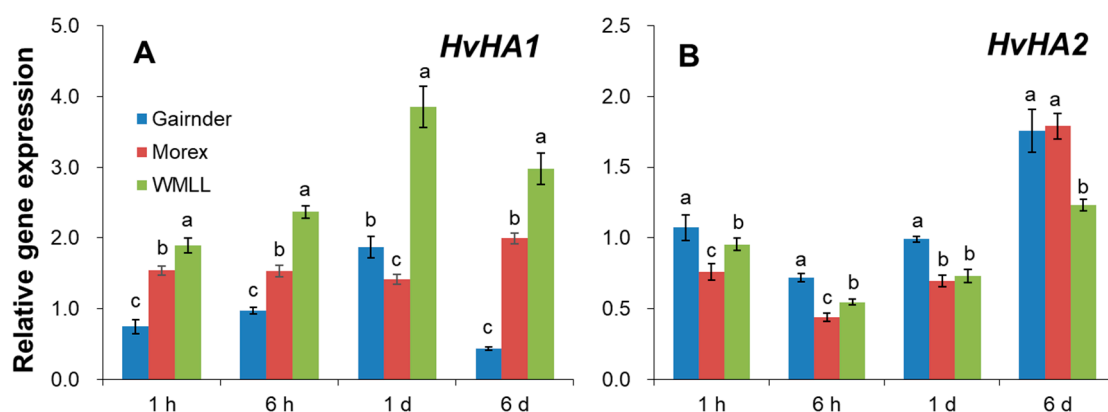 Relative gene expression
5.0
4.0
3.0
2.0
1.0
0.0
A
HvHA1
Gairnder
Morex
WMLL
c b a
c b a
b c a
c b a
1 h 6 h 1 d 6 d
2.5
2.0
1.5
1.0
0.5
0.0
B
HvHA2
a c b
a c b
a b b
a a b
1 h 6 h 1 d 6 d